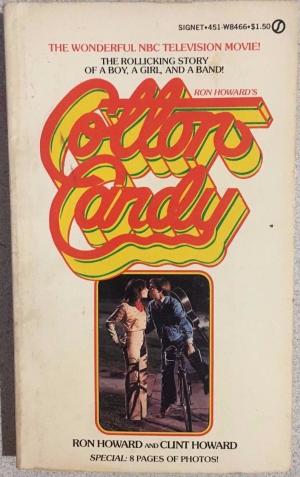 SIGNET•451-W8466•$1.50
THE WONDERFUL NBC TELEVISION MOVIE!
THE ROLLICKING STORY
OF A BOY, A GIRL, AND A BAND!
RON HOWARD'S
Cotton
Candy
RON HOWARD AND CLINT HOWARD
SPECIAL: 8 PAGES OF PHOTOS!